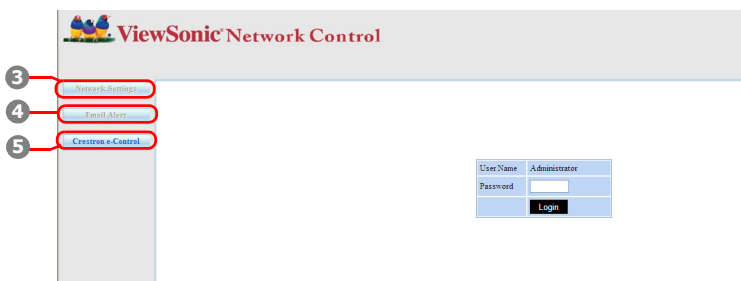 ViewSonic® Network Control
3 Network Settings
4 Email Alert
5 Crestron e-Control
User Name Administrator
Password
Login